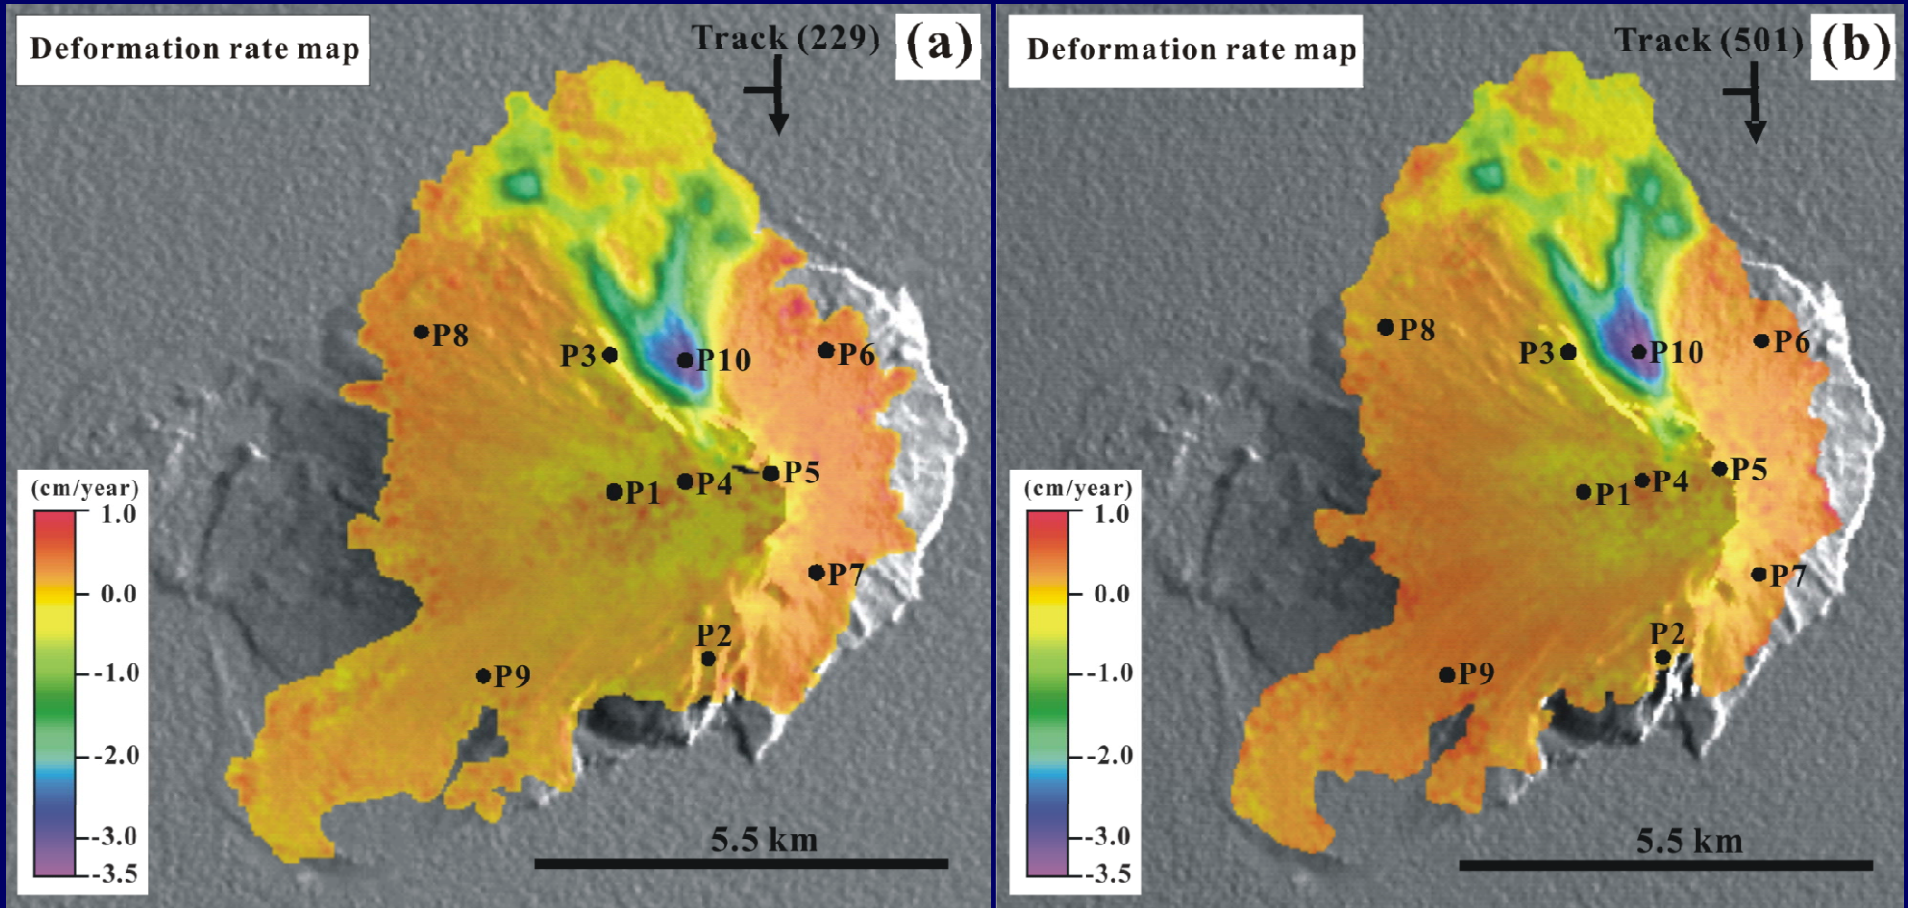 Deformation rate map
Track (229)
(a)
P8
P3
P10
P6
P1
P4
P5
P7
P2
P9
(cm/year)
1.0
0.0
-1.0
-2.0
-3.0
-3.5
5.5 km
Deformation rate map
Track (501)
(b)
P8
P3
P10
P6
P1
P4
P5
P7
P2
P9
(cm/year)
1.0
0.0
-1.0
-2.0
-3.0
-3.5
5.5 km